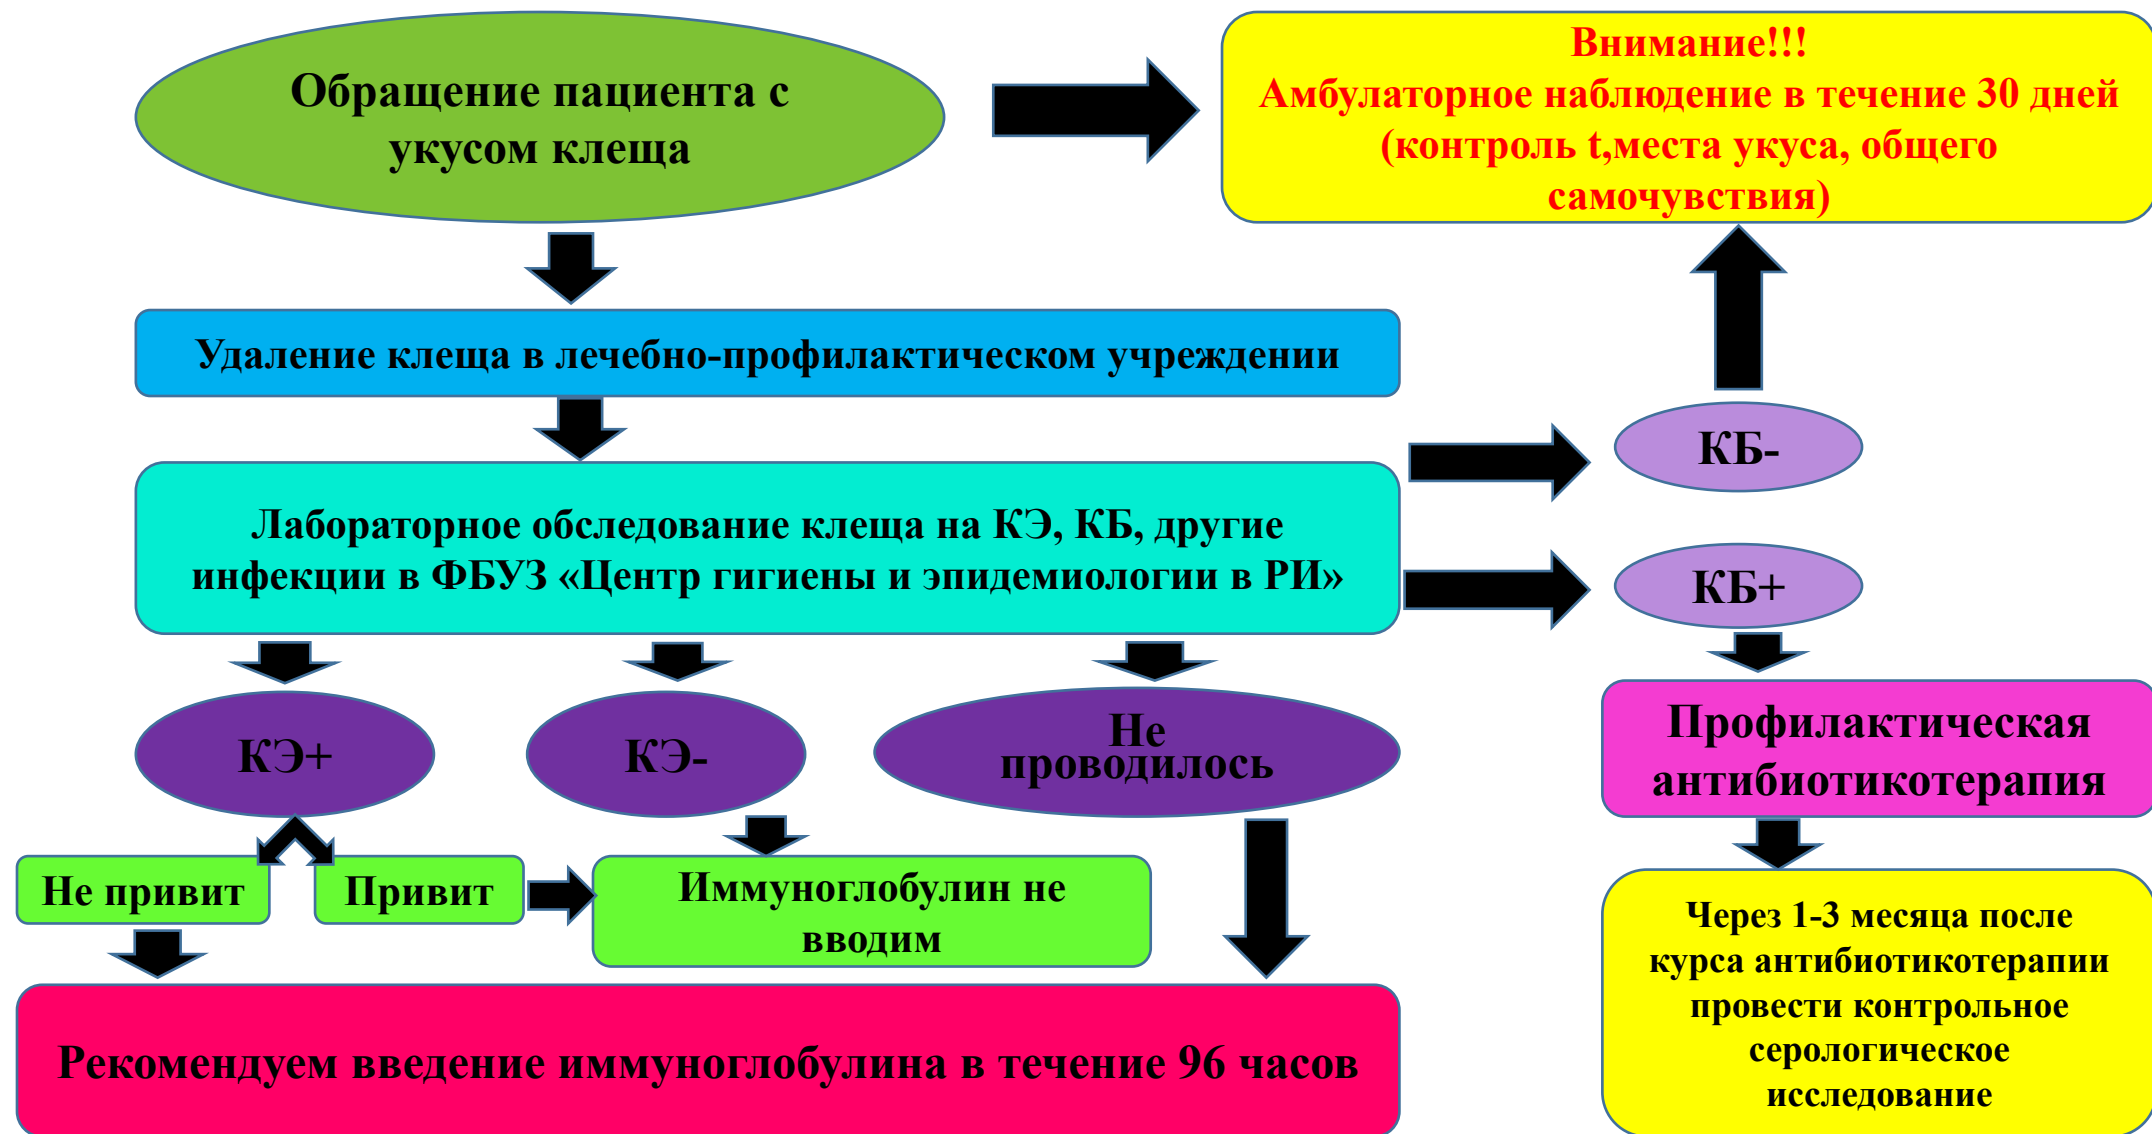 Обращение пациента с
укусом клеща
Внимание!!!
Амбулаторное наблюдение в течение 30 дней
(контроль t,места укуса, общего
самочувствия)
Удаление клеща в лечебно-профилактическом учреждении
Лабораторное обследование клеща на КЭ, КБ, другие
инфекции в ФБУЗ «Центр гигиены и эпидемиологии в РИ»
КБ-
КБ+
КЭ+
КЭ-
Не
проводилось
Профилактическая
антибиотикотерапия
Не привит
Привит
Иммуноглобулин не
вводим
Рекомендуем введение иммуноглобулина в течение 96 часов
Через 1-3 месяца после
курса антибиотикотерапии
провести контрольное
серологическое
исследование